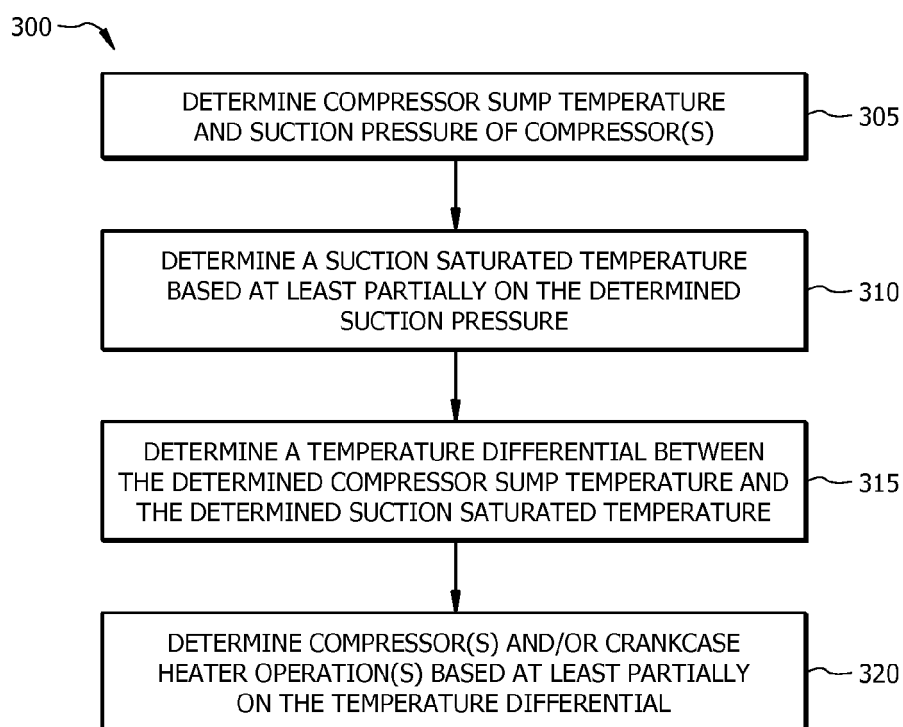 300
DETERMINE COMPRESSOR SUMP TEMPERATURE
AND SUCTION PRESSURE OF COMPRESSOR(S)
305
DETERMINE A SUCTION SATURATED TEMPERATURE
BASED AT LEAST PARTIALLY ON THE DETERMINED
SUCTION PRESSURE
310
DETERMINE A TEMPERATURE DIFFERENTIAL BETWEEN
THE DETERMINED COMPRESSOR SUMP TEMPERATURE AND
THE DETERMINED SUCTION SATURATED TEMPERATURE
315
DETERMINE COMPRESSOR(S) AND/OR CRANKCASE
HEATER OPERATION(S) BASED AT LEAST PARTIALLY
ON THE TEMPERATURE DIFFERENTIAL
320